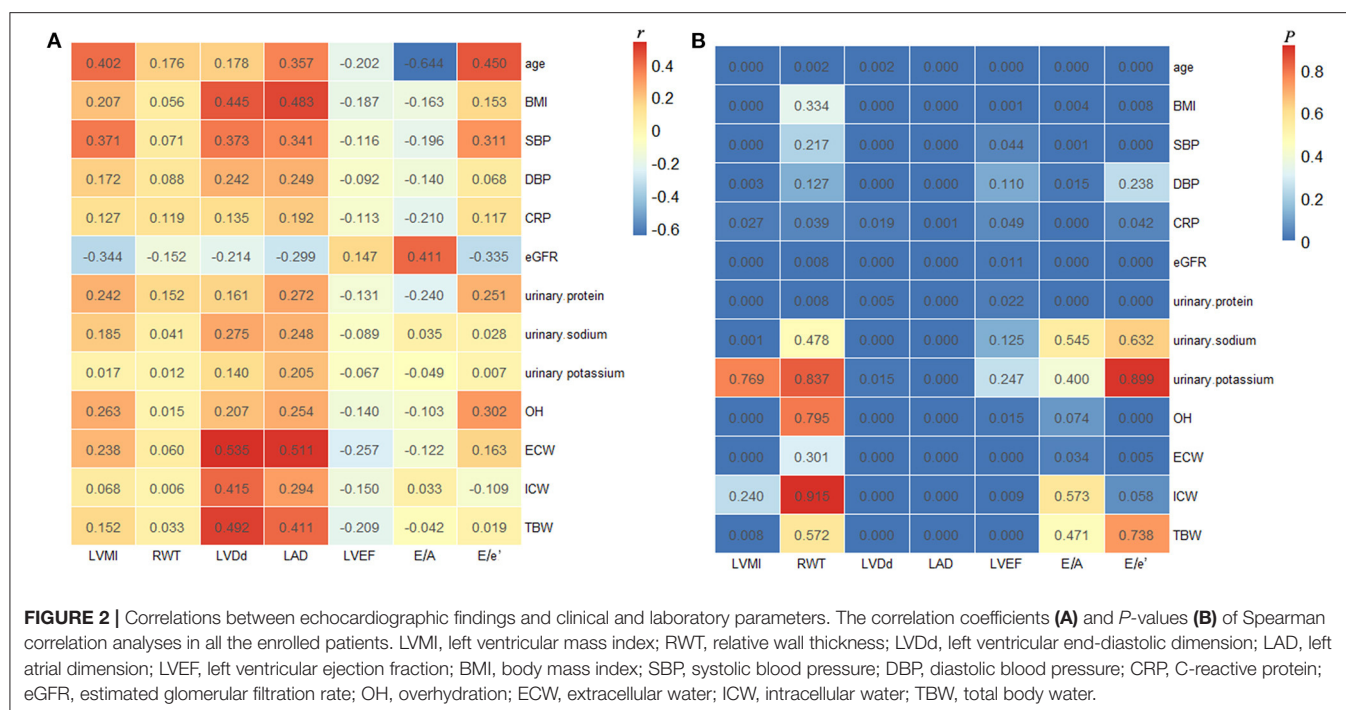 A
r
0.402 0.176 0.178 0.357 -0.202 -0.644 0.450 age
0.207 0.056 0.445 0.483 -0.187 -0.163 0.153 BMI
0.371 0.071 0.373 0.341 -0.116 -0.196 0.311 SBP
0.172 0.088 0.242 0.249 -0.092 -0.140 0.068 DBP
0.127 0.119 0.135 0.192 -0.113 -0.210 0.117 CRP
-0.344 -0.152 -0.214 -0.299 0.147 0.411 -0.335 eGFR
0.242 0.152 0.161 0.272 -0.131 -0.240 0.251 urinary.protein
0.185 0.041 0.275 0.248 -0.089 0.035 0.028 urinary.sodium
0.017 0.012 0.140 0.205 -0.067 -0.049 0.007 urinary.potassium
0.263 0.015 0.207 0.254 -0.140 -0.103 0.302 OH
0.238 0.060 0.535 0.511 -0.257 -0.122 0.163 ECW
0.068 0.006 0.415 0.294 -0.150 0.033 -0.109 ICW
0.152 0.033 0.492 0.411 -0.209 -0.042 0.019 TBW
LVMI RWT LVDd LAD LVEF E/A E/e'
0.4
0.2
0
-0.2
-0.4
-0.6
B
P
0.000 0.002 0.002 0.000 0.000 0.000 0.000 age
0.000 0.334 0.000 0.000 0.001 0.004 0.008 BMI
0.000 0.217 0.000 0.000 0.044 0.001 0.000 SBP
0.003 0.127 0.000 0.000 0.110 0.015 0.238 DBP
0.027 0.039 0.019 0.001 0.049 0.000 0.042 CRP
0.000 0.008 0.000 0.000 0.011 0.000 0.000 eGFR
0.000 0.008 0.005 0.000 0.022 0.000 0.000 urinary.protein
0.001 0.478 0.000 0.000 0.125 0.545 0.632 urinary.sodium
0.769 0.837 0.015 0.000 0.247 0.400 0.899 urinary.potassium
0.000 0.795 0.000 0.000 0.015 0.074 0.000 OH
0.000 0.301 0.000 0.000 0.000 0.034 0.005 ECW
0.240 0.915 0.000 0.000 0.009 0.573 0.058 ICW
0.008 0.572 0.000 0.000 0.000 0.471 0.738 TBW
LVMI RWT LVDd LAD LVEF E/A E/e'
0.8
0.6
0.4
0.2
0
FIGURE 2 | Correlations between echocardiographic findings and clinical and laboratory parameters. The correlation coefficients (A) and P-values (B) of Spearman
correlation analyses in all the enrolled patients. LVMI, left ventricular mass index; RWT, relative wall thickness; LVDd, left ventricular end-diastolic dimension; LAD, left
atrial dimension; LVEF, left ventricular ejection fraction; BMI, body mass index; SBP, systolic blood pressure; DBP, diastolic blood pressure; CRP, C-reactive protein;
eGFR, estimated glomerular filtration rate; OH, overhydration; ECW, extracellular water; ICW, intracellular water; TBW, total body water.